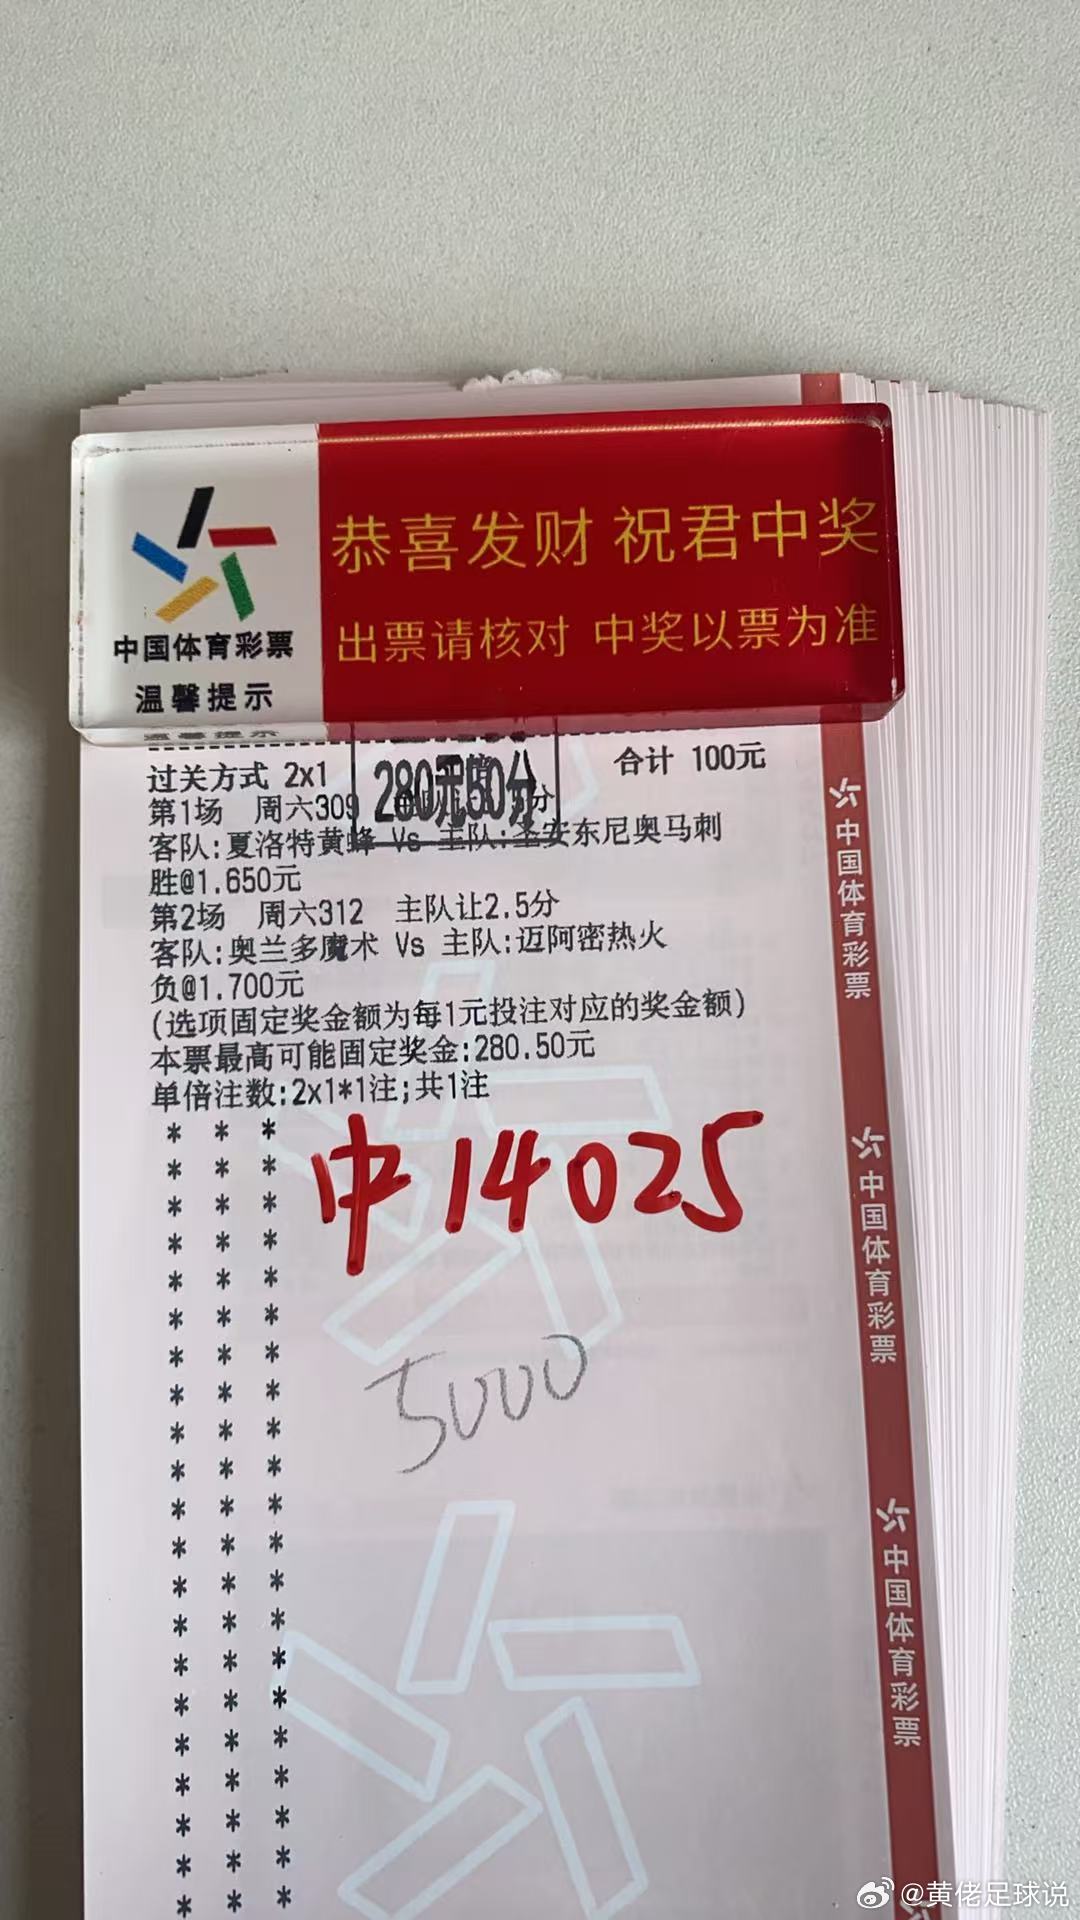 恭喜发财 祝君中奖
出票请核对 中奖以票为准
中国体育彩票
温馨提示
280元50分
过关方式 2x1
合计 100元
第1场 周六309
客队:夏洛特黄蜂 Vs 主队:圣安东尼奥马刺
胜@1.650元
第2场 周六312 主队让2.5分
客队:奥兰多魔术 Vs 主队:迈阿密热火
负@1.700元
(选项固定奖金额为每1元投注对应的奖金额)
本票最高可能固定奖金:280.50元
单倍注数:2x1*1注;共1注
中14025
5000
中国体育彩票
中国体育彩票
中国体育彩票
@黄佬足球说